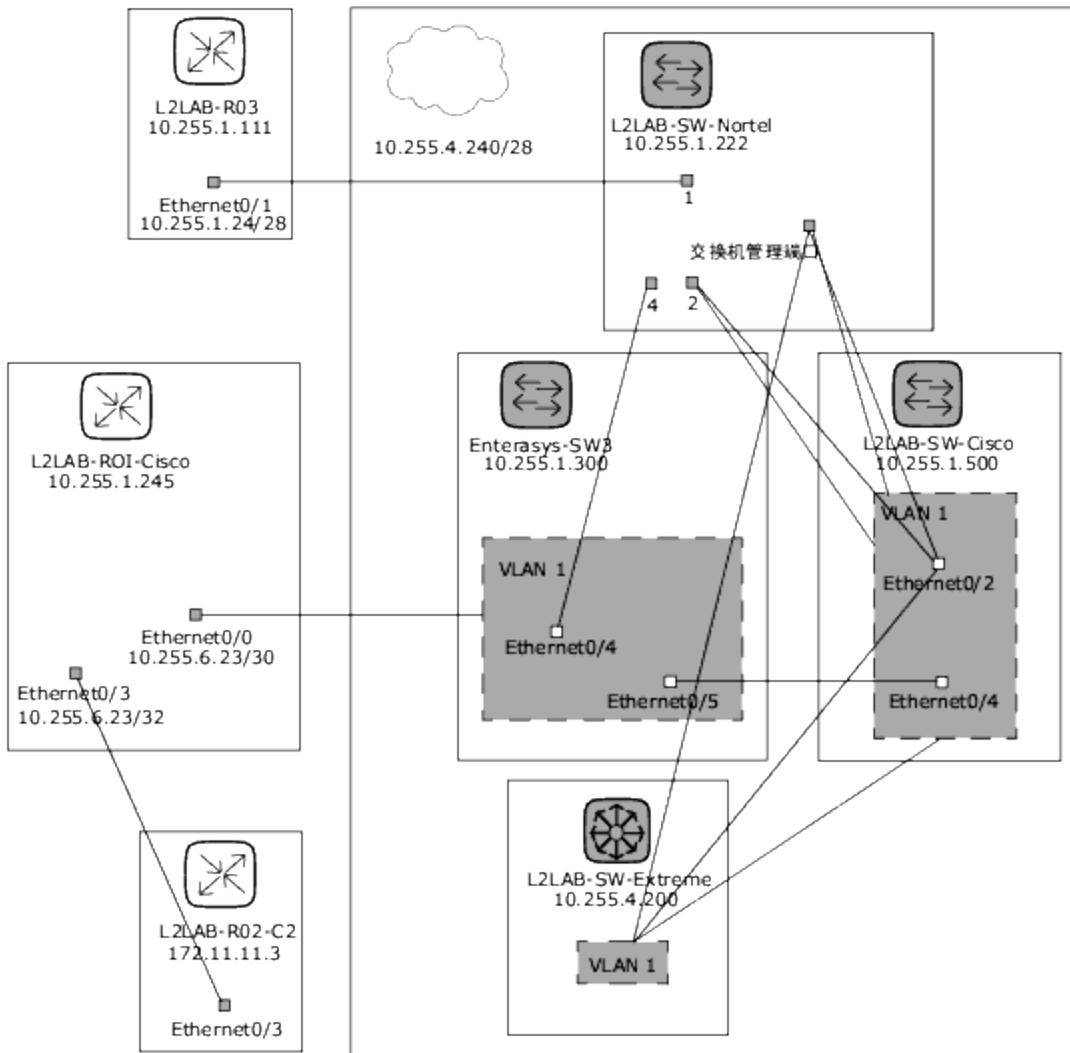 L2LAB-R03
10.255.1.111
Ethernet0/1
10.255.1.24/28
10.255.4.240/28
L2LAB-SW-Nortel
10.255.1.222
1
交换机管理端
4
2
L2LAB-ROI-Cisco
10.255.1.245
Ethernet0/0
10.255.6.23/30
Ethernet0/3
10.255.6.23/32
Enterasys-SW3
10.255.1.300
VLAN 1
Ethernet0/4
Ethernet0/5
L2LAB-SW-Cisco
10.255.1.500
VLAN 1
Ethernet0/2
Ethernet0/4
L2LAB-R02-C2
172.11.11.3
Ethernet0/3
L2LAB-SW-Extreme
10.255.4.200
VLAN 1